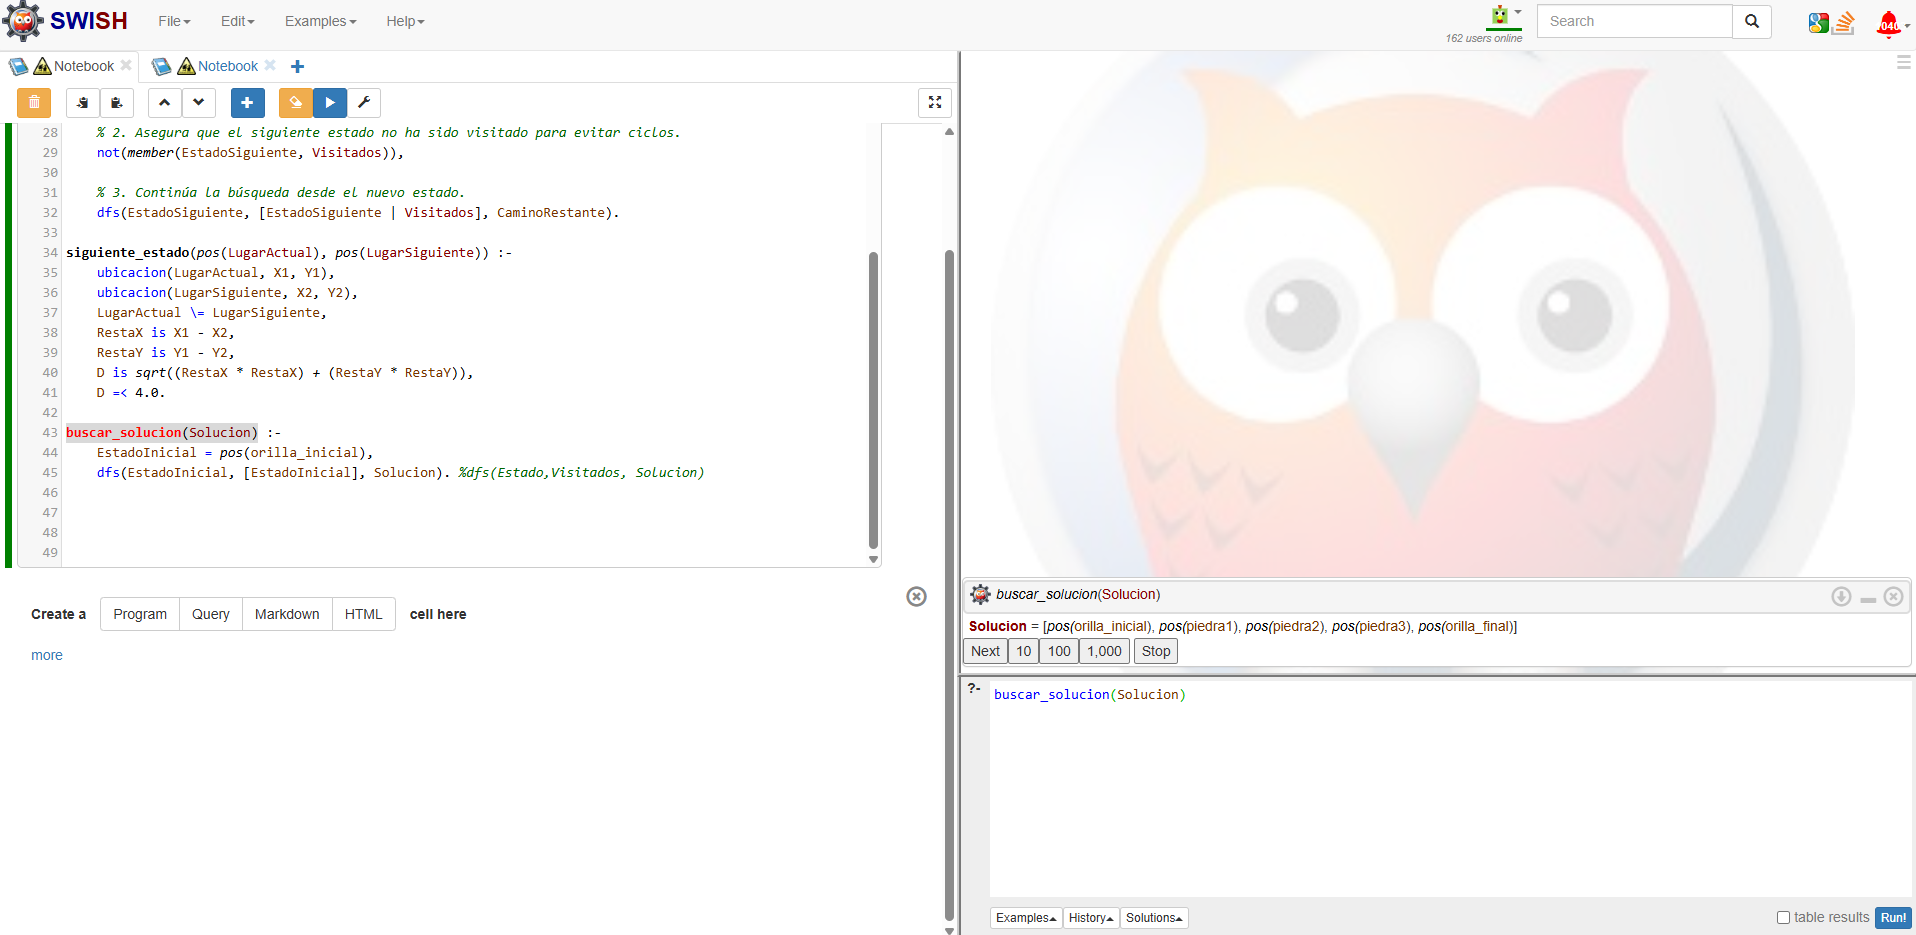 SWISH File Edit Examples Help 162 users online Search
Notebook Notebook
28 % 2. Asegura que el siguiente estado no ha sido visitado para evitar ciclos.
29 not(member(EstadoSiguiente, Visitados)),
30
31 % 3. Continúa la búsqueda desde el nuevo estado.
32 dfs(EstadoSiguiente, [EstadoSiguiente | Visitados], CaminoRestante).
33
34 siguiente_estado(pos(LugarActual), pos(LugarSiguiente)) :-
35 ubicacion(LugarActual, X1, Y1),
36 ubicacion(LugarSiguiente, X2, Y2),
37 LugarActual \= LugarSiguiente,
38 RestaX is X1 - X2,
39 RestaY is Y1 - Y2,
40 D is sqrt((RestaX * RestaX) + (RestaY * RestaY)),
41 D =< 4.0.
42
43 buscar_solucion(Solucion) :-
44 EstadoInicial = pos(orilla_inicial),
45 dfs(EstadoInicial, [EstadoInicial], Solucion). %dfs(Estado,Visitados, Solucion)
46
47
48
49
Create a Program Query Markdown HTML cell here
more
buscar_solucion(Solucion)
Solucion = [pos(orilla_inicial), pos(piedra1), pos(piedra2), pos(piedra3), pos(orilla_final)]
Next 10 100 1,000 Stop
?- buscar_solucion(Solucion)
Examples History Solutions table results Run!